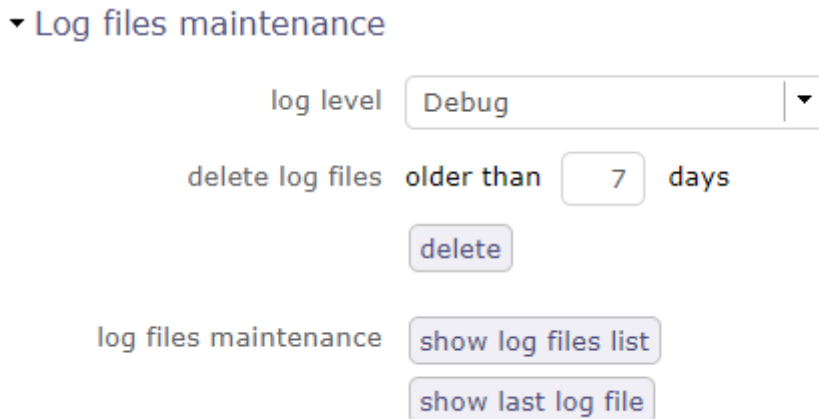 Log files maintenance
log level Debug
delete log files older than 7 days
delete
log files maintenance show log files list
show last log file